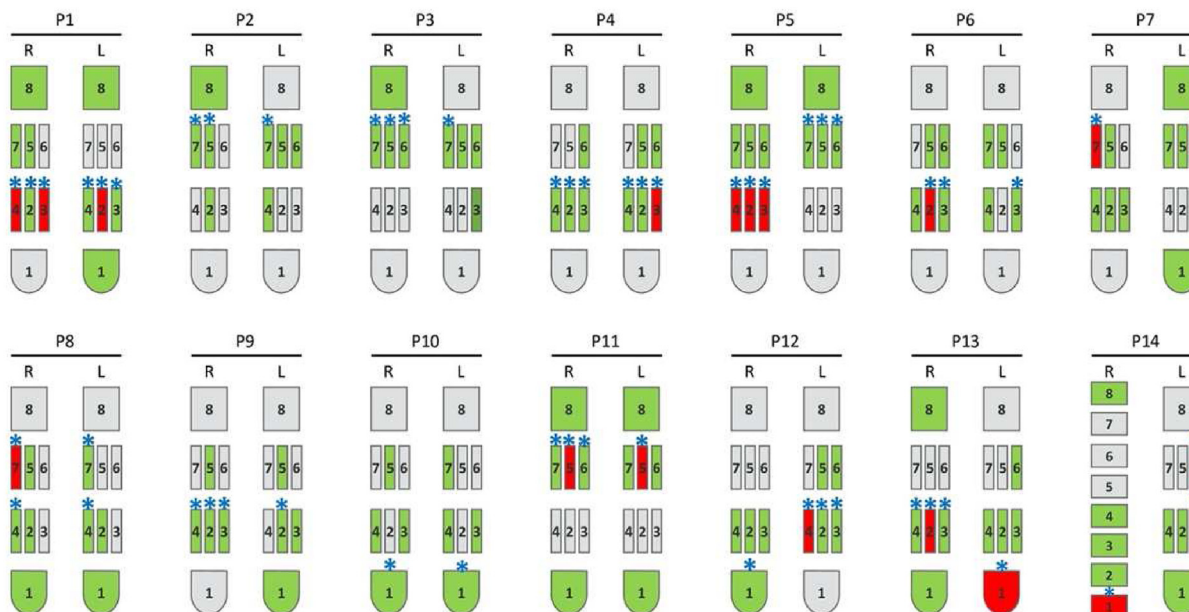 P1 P2 P3 P4 P5 P6 P7
R L R L R L R L R L R L R L
8 8 8 8 8 8 8 8 8 8 8 8 8 8
7 5 6 7 5 6 7 5 6 7 5 6 7 5 6 7 5 6 7 5 6 7 5 6 7 5 6 7 5 6 7 5 6 7 5 6 7 5 6 7 5
4 2 3 4 2 3 4 2 3 4 2 3 4 2 3 4 2 3 4 2 3 4 2 3 4 2 3 4 2 3 4 2 3 4 2 3 4 2 3 4 2
1 1 1 1 1 1 1 1 1 1 1 1 1 1
P8 P9 P10 P11 P12 P13 P14
R L R L R L R L R L R L R L
8 8 8 8 8 8 8 8 8 8 8 8 8 8
7
7 5 6 7 5 6 7 5 6 7 5 6 7 5 6 7 5 6 7 5 6 7 5 6 7 5 6 7 5 6 7 5 6 7 5 6 6 7 5
5
4 2 3 4 2 3 4 2 3 4 2 3 4 2 3 4 2 3 4 2 3 4 2 3 4 2 3 4 2 3 4 2 3 4 2 3 4 4 2
3
2
1 1 1 1 1 1 1 1 1 1 1 1 1 1